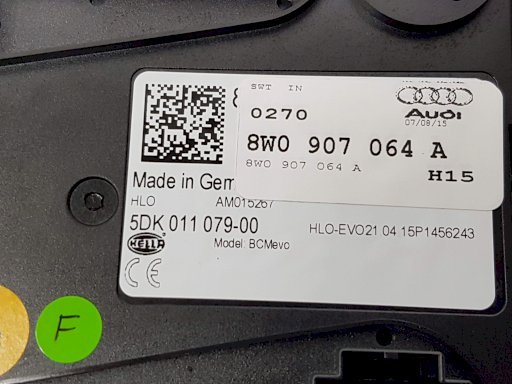 SWT IN
0270
Audi
07/08/15
8W0 907 064 A
8W0 907 064 A
H15
Made in Germ
HLO AM015267
5DK 011 079-00
HLO-EVO21 04 15P1456243
HELLA
Model: BCMevo
CE
F